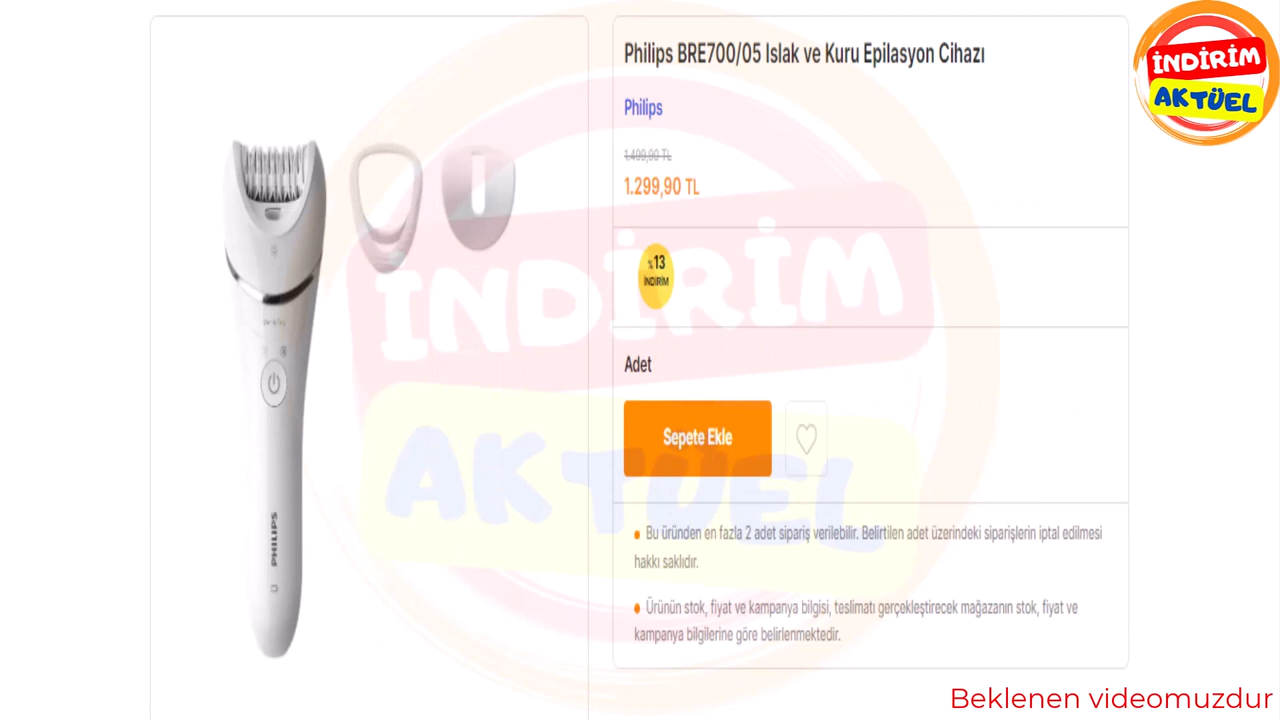 Philips BRE700/05 Islak ve Kuru Epilasyon Cihazı
Philips
1.499,90 TL
1.299,90 TL
%13
İNDİRİM
Adet
Sepete Ekle
Bu üründen en fazla 2 adet sipariş verilebilir. Belirtilen adet üzerindeki siparişlerin iptal edilmesi
hakkı saklıdır.
Ürünün stok, fiyat ve kampanya bilgisi, teslimatı gerçekleştirecek mağazanın stok, fiyat ve
kampanya bilgilerine göre belirlenmektedir.
PHILIPS
İNDİRİM
AKTÜEL
İNDİRİM
AKTÜEL
Beklenen videomuzdur